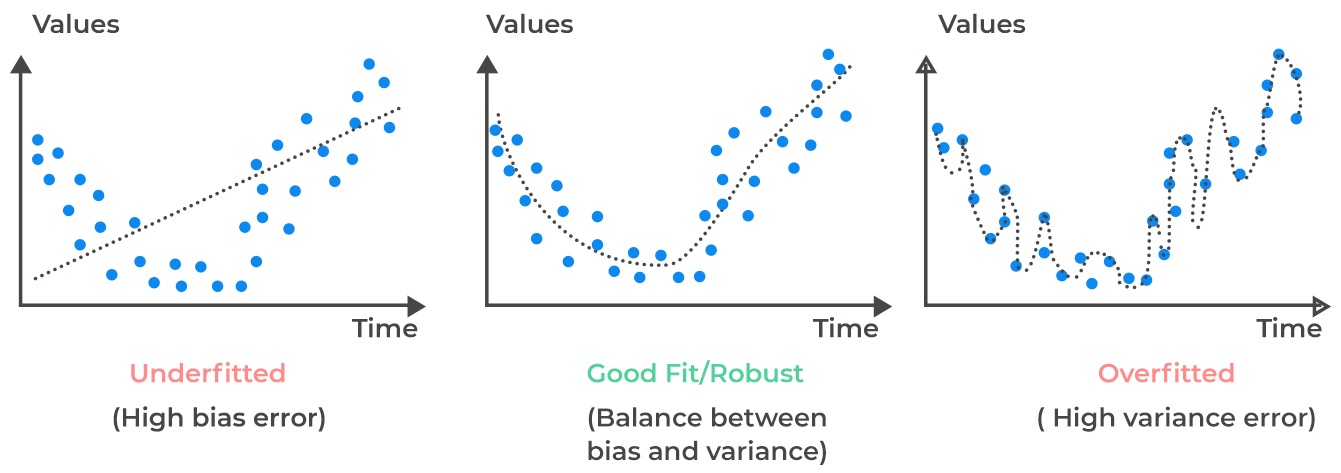 Values
Time
Underfitted
(High bias error)
Values
Time
Good Fit/Robust
(Balance between
bias and variance)
Values
Time
Overfitted
( High variance error)